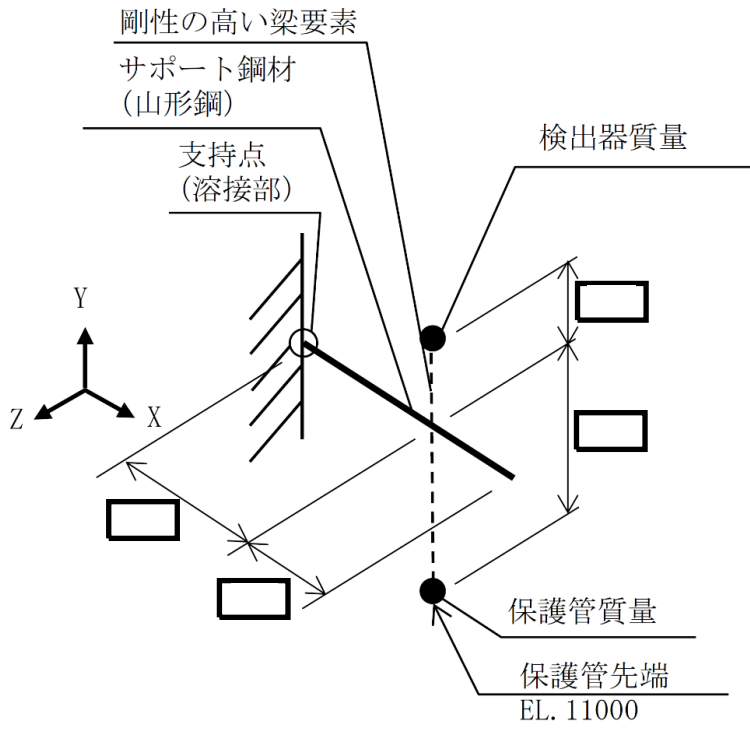 剛性の高い梁要素
サポート鋼材
(山形鋼)
支持点
(溶接部)
検出器質量
Y
Z
X
保護管質量
保護管先端
EL.11000